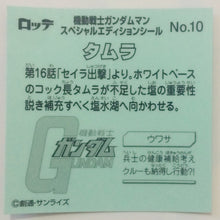 ロッテ
機動戦士ガンダムマン
スペシャルエディションシール
No.10
タムラ
第16話「セイラ出撃」より。ホワイトベース
のコック長タムラが不足した塩の重要性
説き補充すべく塩水湖へ向かわせる。
機動戦士
ガンダム
GUNDAM
ウワサ
兵士の健康補給考え
クルーも納得し行動?!
©創通・サンライズ